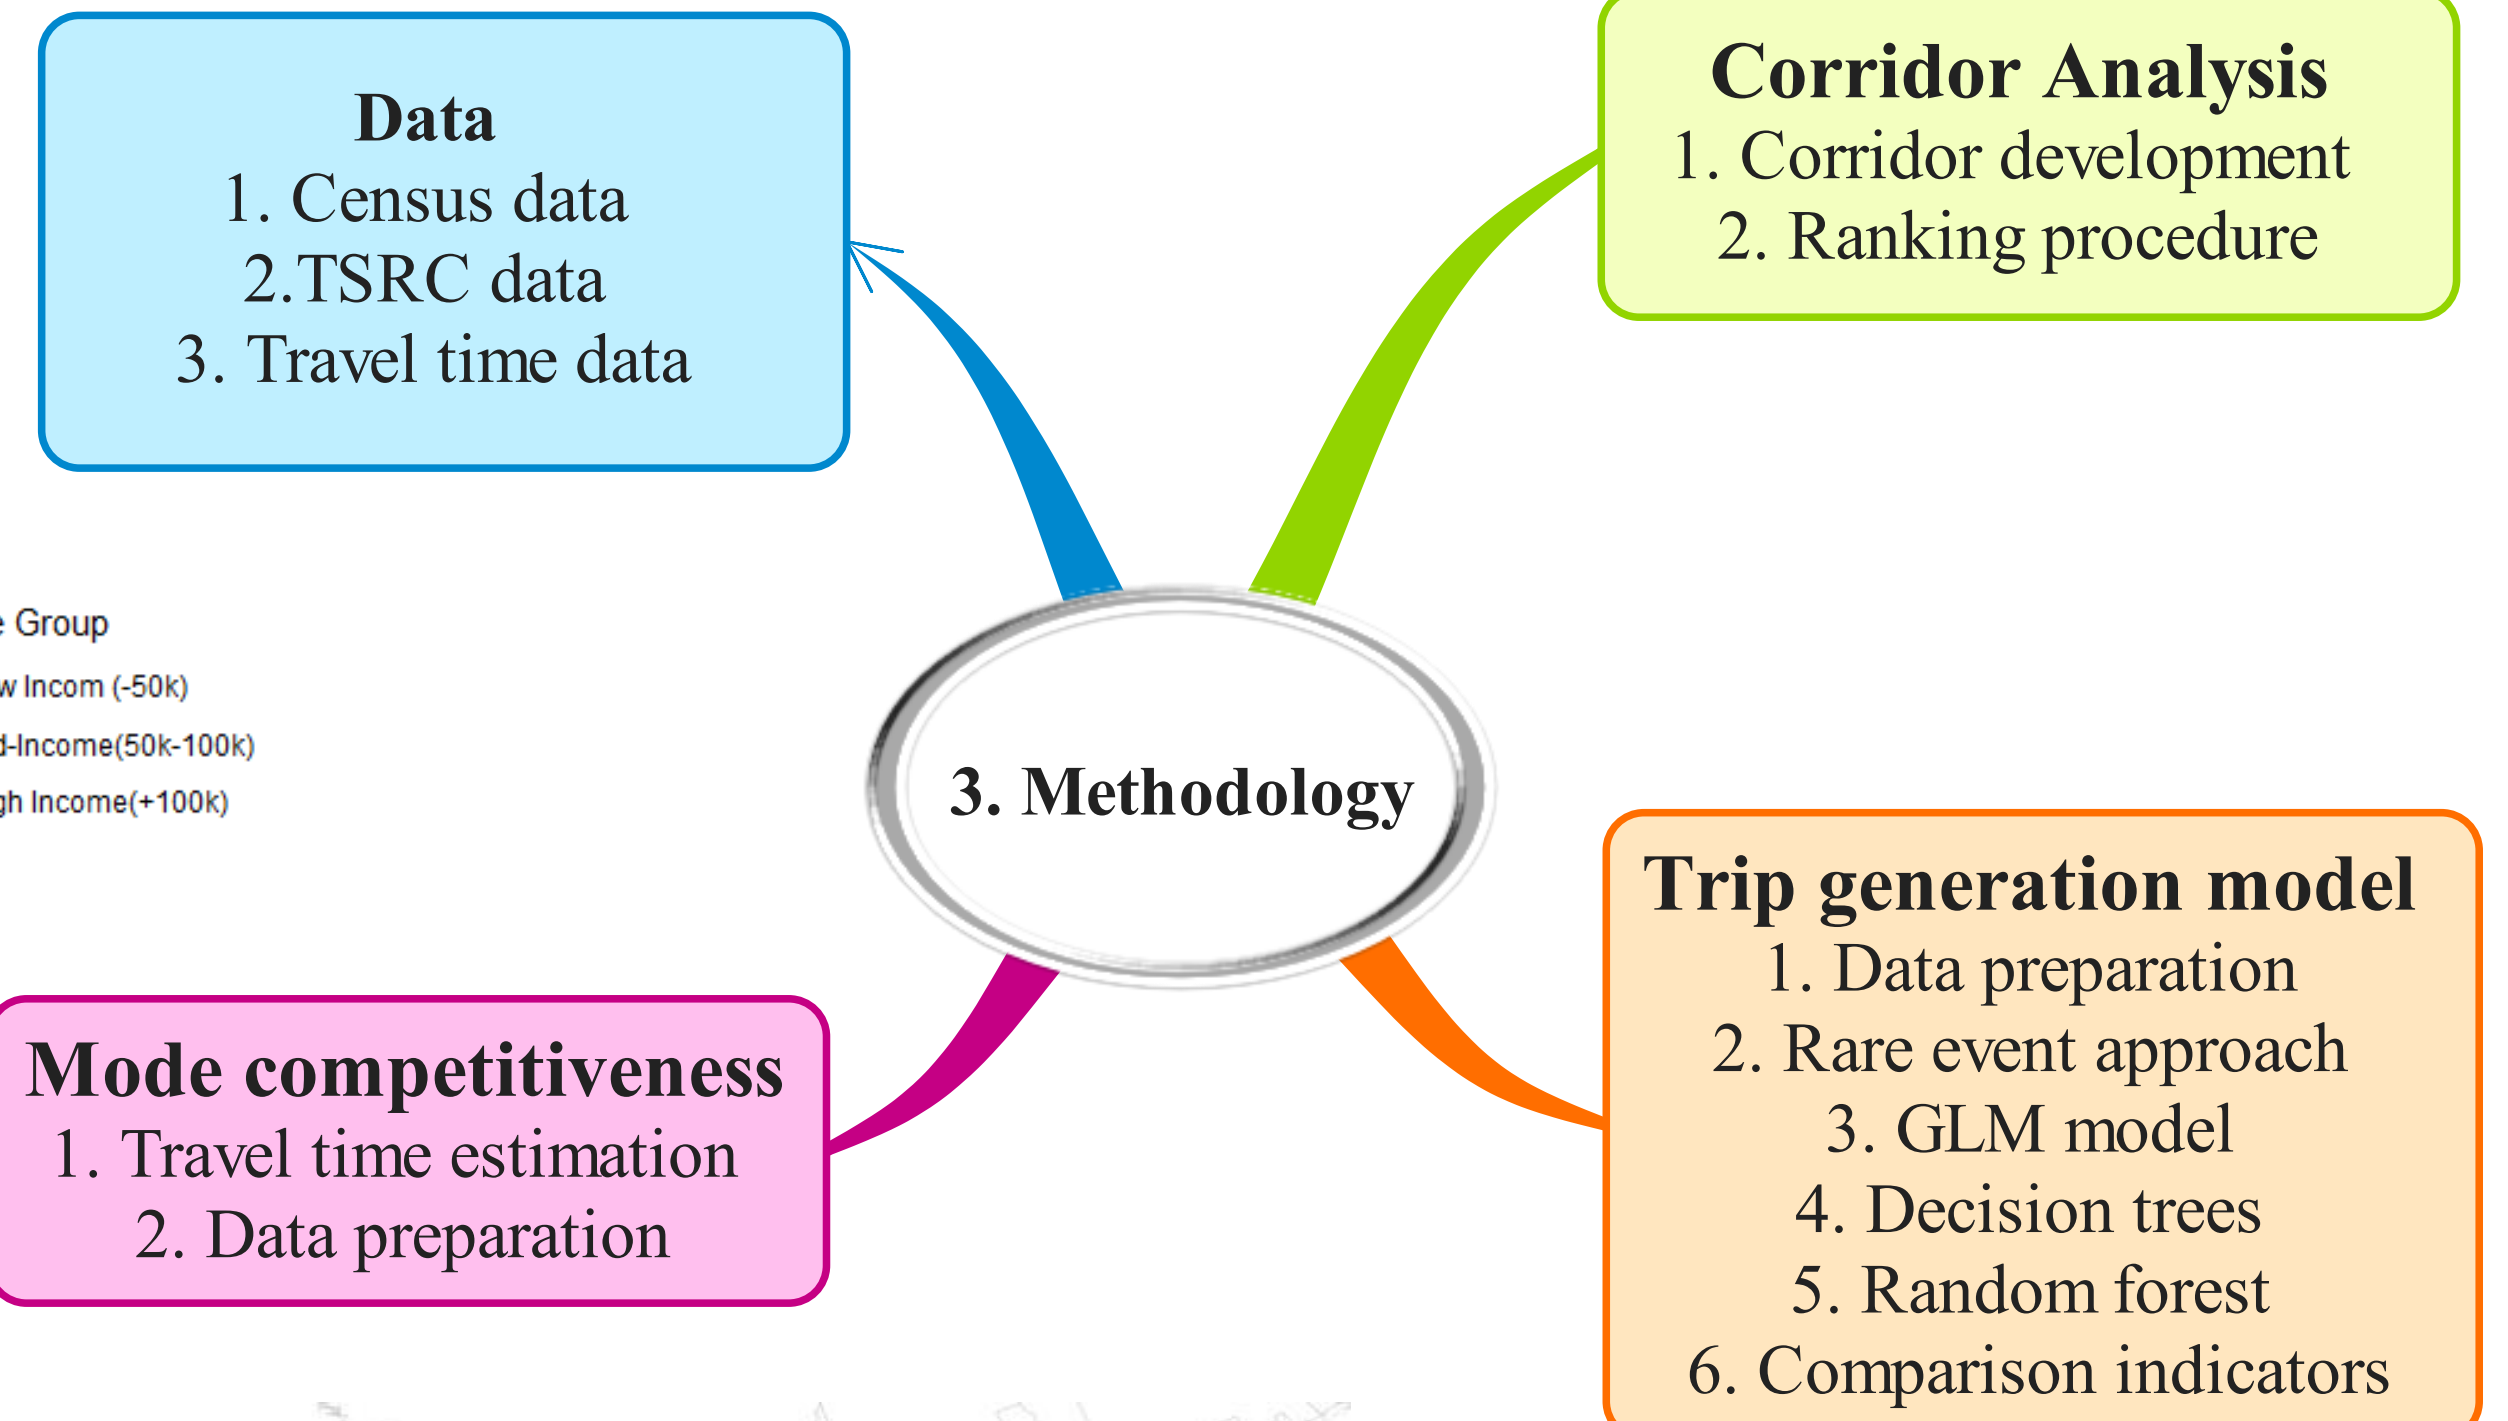 Data
1. Census data
2.TSRC data
3. Travel time data
Corridor Analysis
1. Corridor development
2. Ranking procedure
Group
Incom (-50k)
-Income(50k-100k)
Income(+100k)
3. Methodology
Mode competitiveness
1. Travel time estimation
2. Data preparation
Trip generation model
1. Data preparation
2. Rare event approach
3. GLM model
4. Decision trees
5. Random forest
6. Comparison indicators